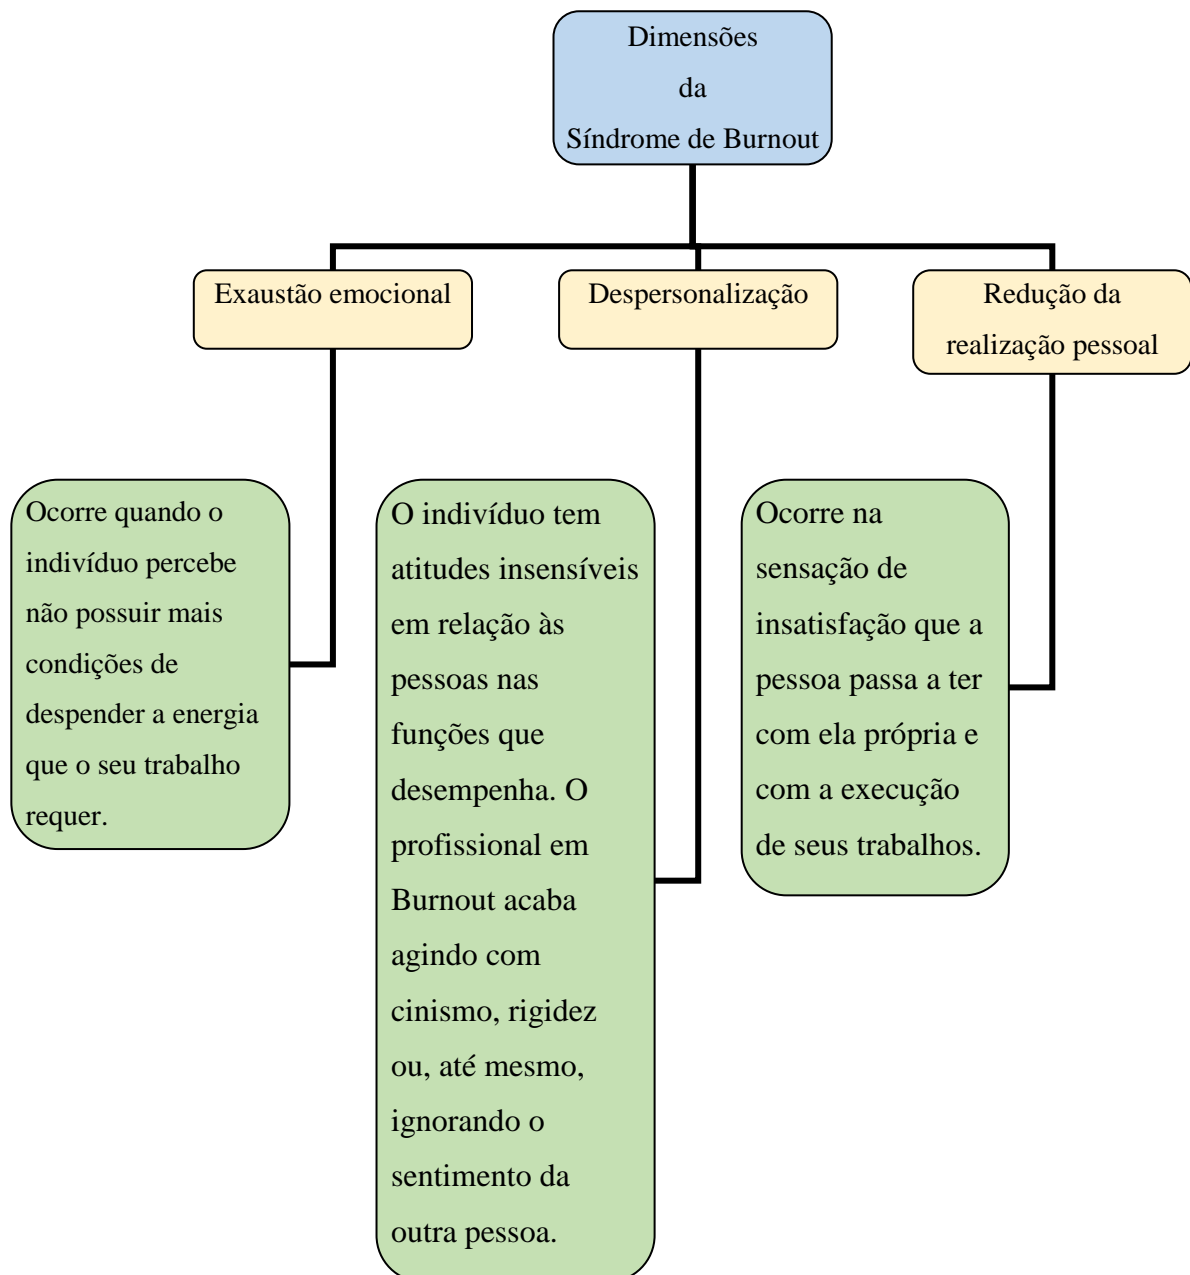 Dimensões
da
Síndrome de Burnout
Exaustão emocional
Despersonalização
Redução da
realização pessoal
Ocorre quando o
indivíduo percebe
não possuir mais
condições de
despender a energia
que o seu trabalho
requer.
O indivíduo tem
atitudes insensíveis
em relação às
pessoas nas
funções que
desempenha. O
profissional em
Burnout acaba
agindo com
cinismo, rigidez
ou, até mesmo,
ignorando o
sentimento da
outra pessoa.
Ocorre na
sensação de
insatisfação que a
pessoa passa a ter
com ela própria e
com a execução
de seus trabalhos.